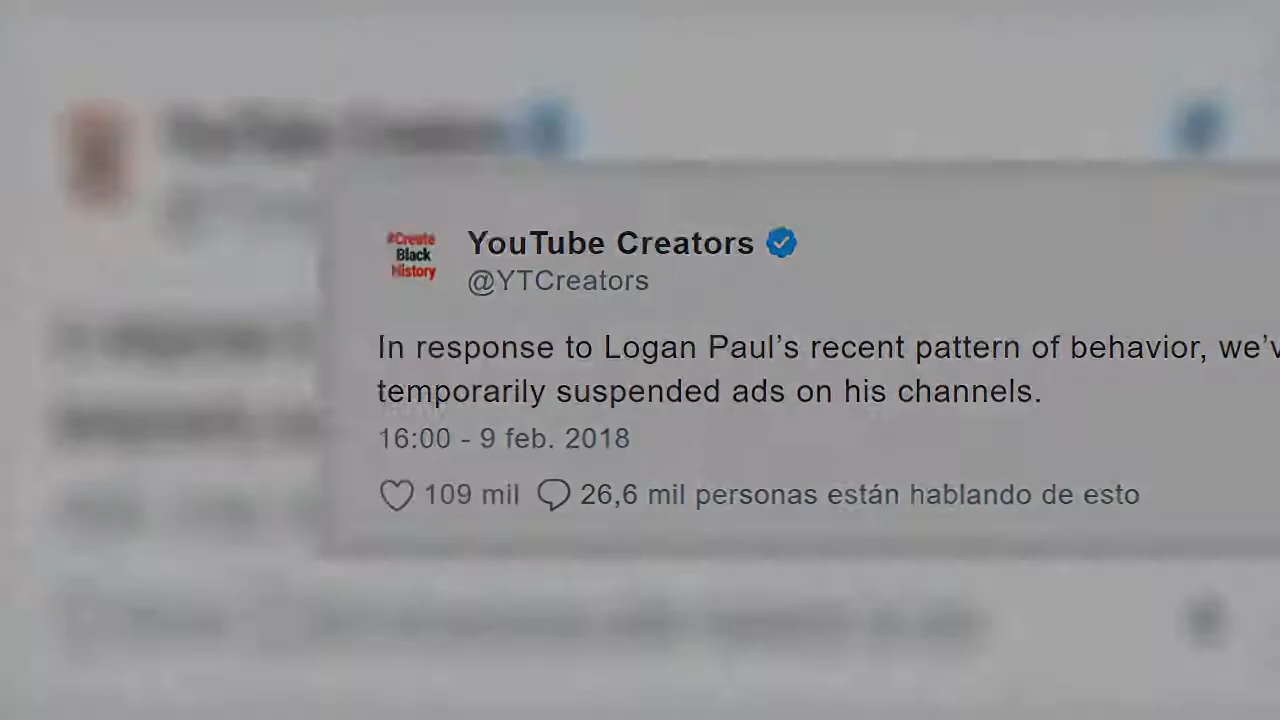 #Create
Black
History
YouTube Creators
@YTCreators
In response to Logan Paul’s recent pattern of behavior, we’v
temporarily suspended ads on his channels.
16:00 - 9 feb. 2018
109 mil 26,6 mil personas están hablando de esto